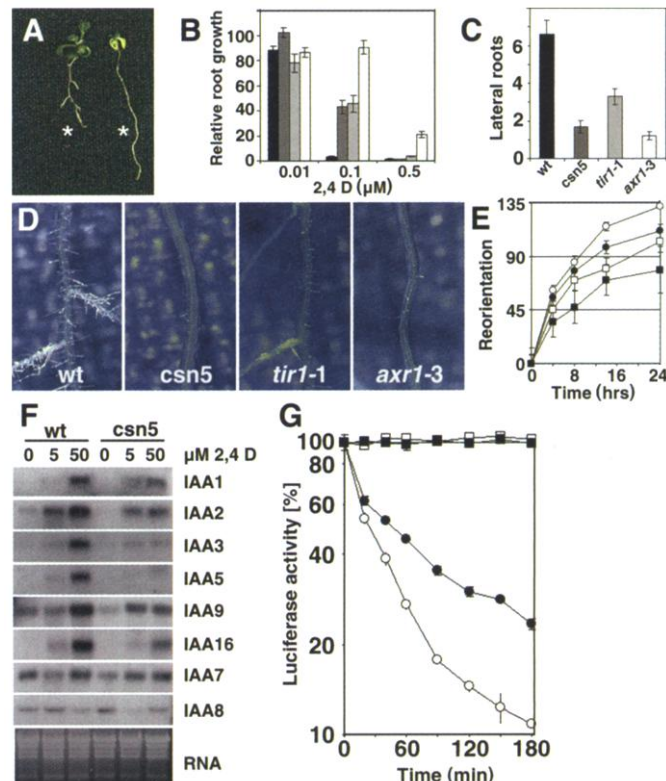 A
* *
B
Relative root growth
100
80
60
40
20
0
0.01 0.1 0.5
2,4 D (µM)
C
Lateral roots
6
4
2
0
wt csn5 tir1-1 axr1-3
D
wt csn5 tir1-1 axr1-3
E
Reorientation
135
90
45
0
0 4 8 16 24
Time (hrs)
F
wt csn5
0 5 50 0 5 50 µM 2,4 D
IAA1
IAA2
IAA3
IAA5
IAA9
IAA16
IAA7
IAA8
RNA
G
Luciferase activity [%]
100
80
60
40
20
10
0 60 120 180
Time (min)